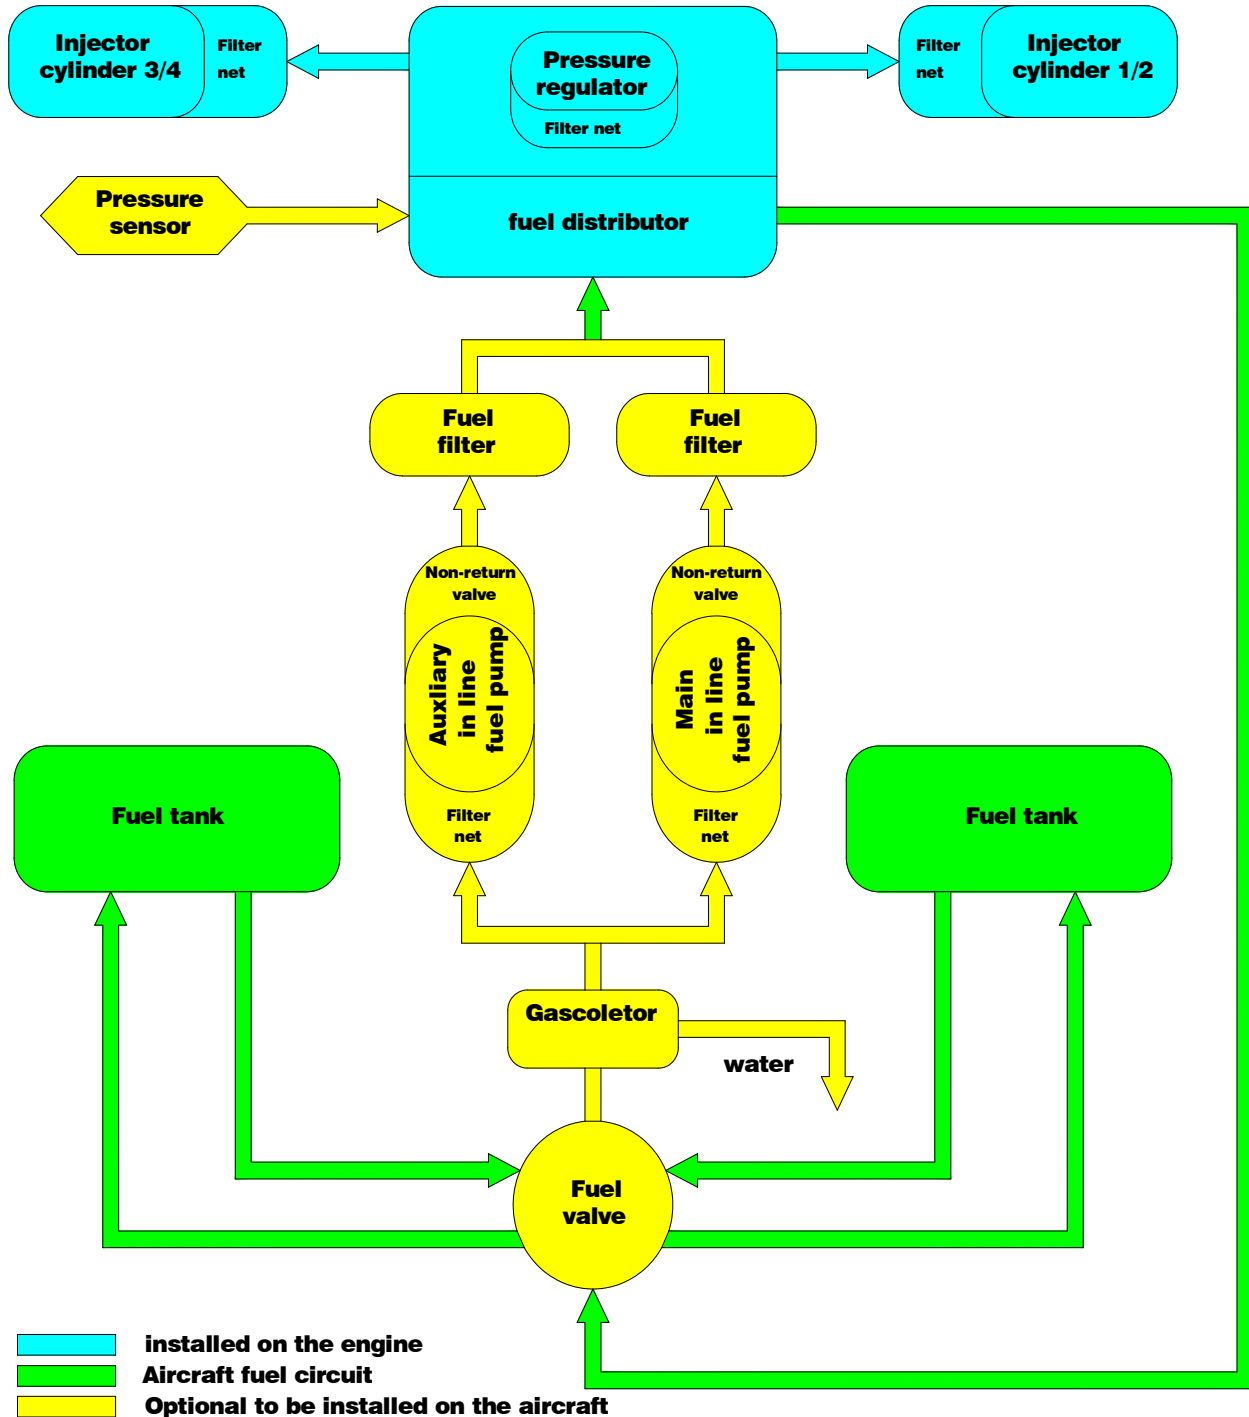 Injector
cylinder 3/4
Filter
net
Pressure
regulator
Filter net
Filter
net
Injector
cylinder 1/2
Pressure
sensor
fuel distributor
Fuel
filter
Fuel
filter
Non-return
valve
Auxliary
in line
fuel pump
Filter
net
Non-return
valve
Main
in line
fuel pump
Filter
net
Fuel tank
Fuel tank
Gascoletor
water
Fuel
valve
installed on the engine
Aircraft fuel circuit
Optional to be installed on the aircraft